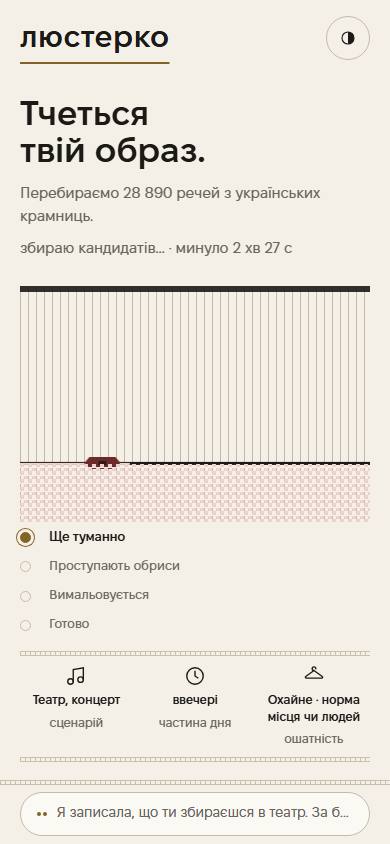 люстерко
Тчеться
твій образ.
Перебираємо 28 890 речей з українських
крамниць.
збираю кандидатів... · минуло 2 хв 27 с
Ще туманно
Проступають обриси
Вимальовується
Готово
Театр, концерт
сценарій
ввечері
частина дня
Охайне · норма
місця чи людей
ошатність
Я записала, що ти збираєшся в театр. За б...